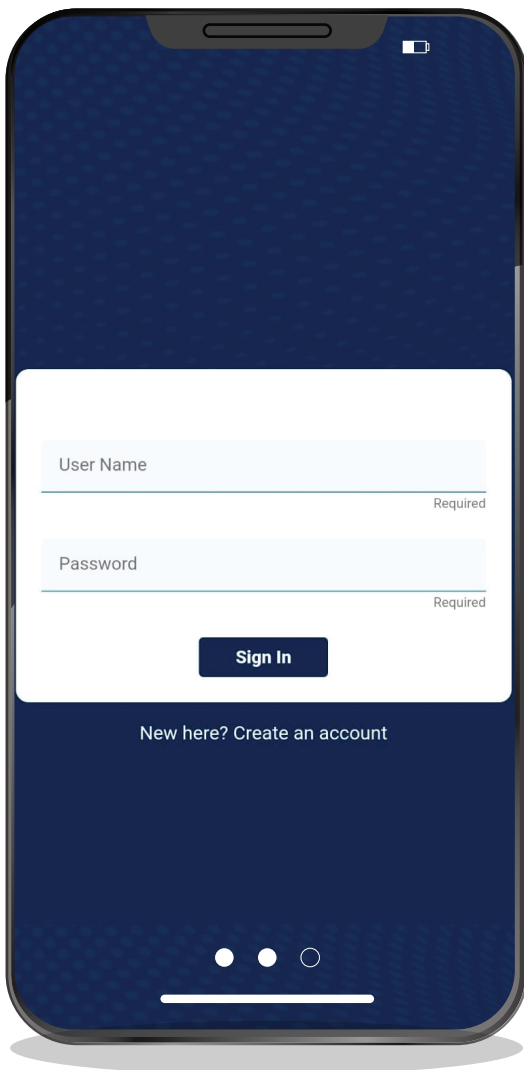 User Name
Required
Password
Required
Sign In
New here? Create an account